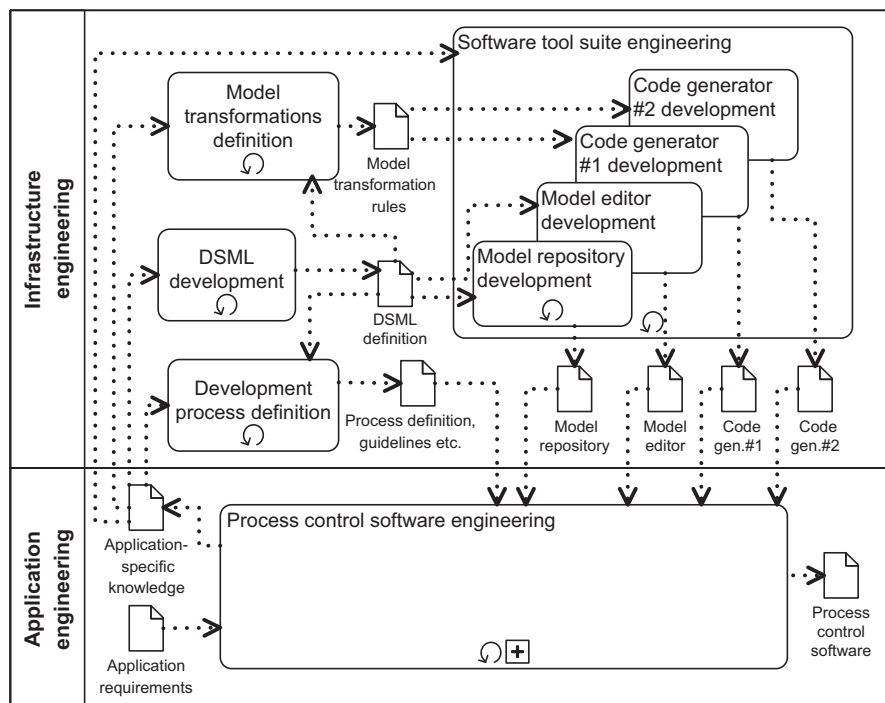 Infrastructure
engineering
Software tool suite engineering
Model
transformations
definition
Model
transformation
rules
Code generator
#2 development
Code generator
#1 development
Model editor
development
Model repository
development
DSML
development
DSML
definition
Development
process definition
Process definition,
guidelines etc.
Model
repository
Model
editor
Code
gen.#1
Code
gen.#2
Application
engineering
Process control software engineering
Application-
specific
knowledge
Application
requirements
Process
control
software